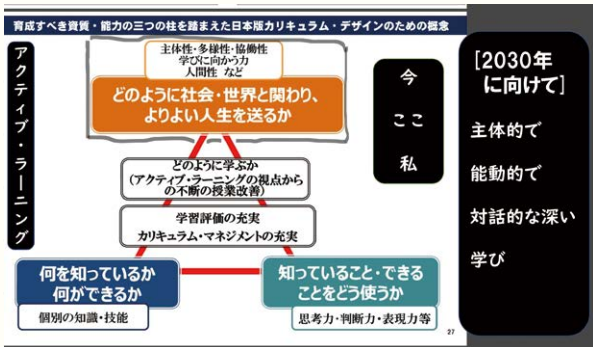 育成すべき資質・能力の三つの柱を踏まえた日本版カリキュラム・デザインのための概念
アクティブ・ラーニング
主体性・多様性・協働性
学びに向かう力
人間性 など
どのように社会・世界と関わり、
よりよい人生を送るか
どのように学ぶか
(アクティブ・ラーニングの視点から
の不断の授業改善)
学習評価の充実
カリキュラム・マネジメントの充実
何を知っているか
何ができるか
個別の知識・技能
知っていること・できる
ことをどう使うか
思考力・判断力・表現力等
27
今
ここ
私
[2030年
に向けて]
主体的で
能動的で
対話的な深い
学び